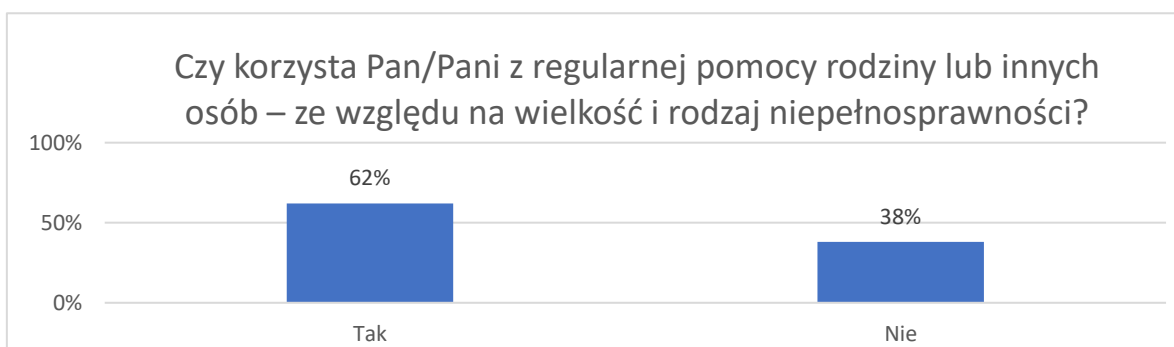 Czy korzysta Pan/Pani z regularnej pomocy rodziny lub innych
osób – ze względu na wielkość i rodzaj niepełnosprawności?
100%
62%
50%
38%
0%
Tak
Nie